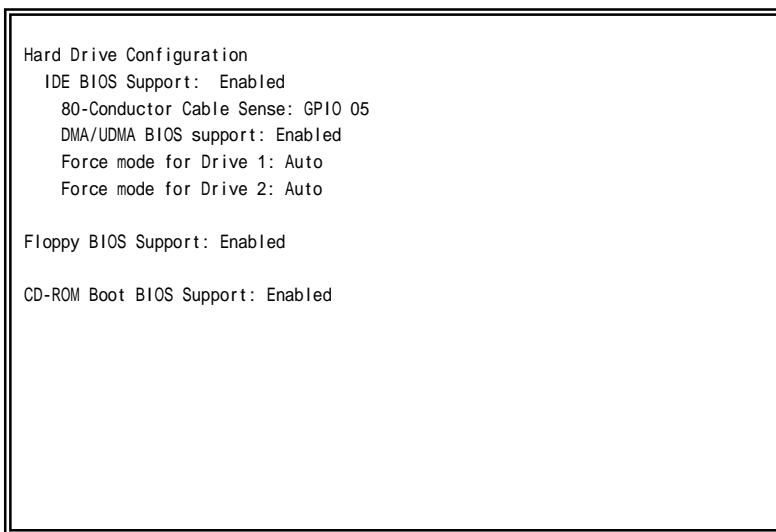 Hard Drive Configuration
IDE BIOS Support: Enabled
80-Conductor Cable Sense: GPIO 05
DMA/UDMA BIOS support: Enabled
Force mode for Drive 1: Auto
Force mode for Drive 2: Auto
Floppy BIOS Support: Enabled
CD-ROM Boot BIOS Support: Enabled